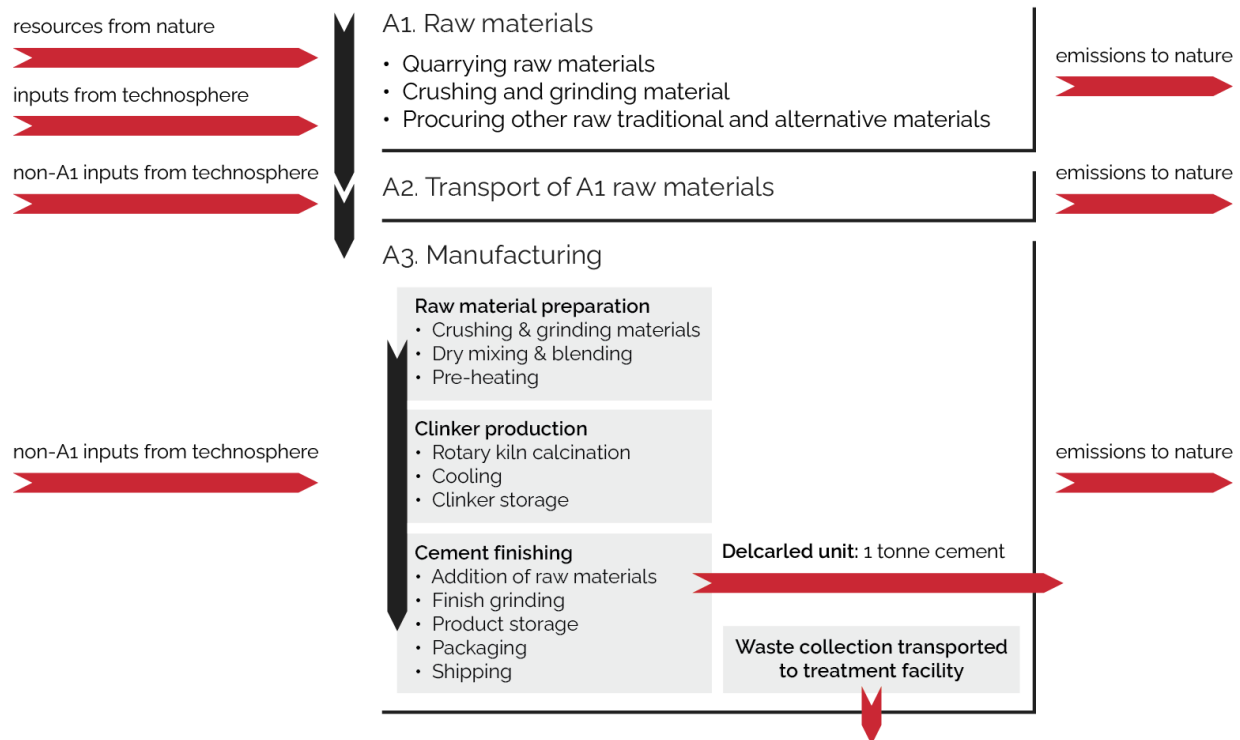 resources from nature
inputs from technosphere
non-A1 inputs from technosphere
A1. Raw materials
• Quarrying raw materials
• Crushing and grinding material
• Procuring other raw traditional and alternative materials
emissions to nature
A2. Transport of A1 raw materials
emissions to nature
A3. Manufacturing
Raw material preparation
• Crushing & grinding materials
• Dry mixing & blending
• Pre-heating
non-A1 inputs from technosphere
Clinker production
• Rotary kiln calcination
• Cooling
• Clinker storage
emissions to nature
Cement finishing
• Addition of raw materials
• Finish grinding
• Product storage
• Packaging
• Shipping
Delcarled unit: 1 tonne cement
Waste collection transported
to treatment facility